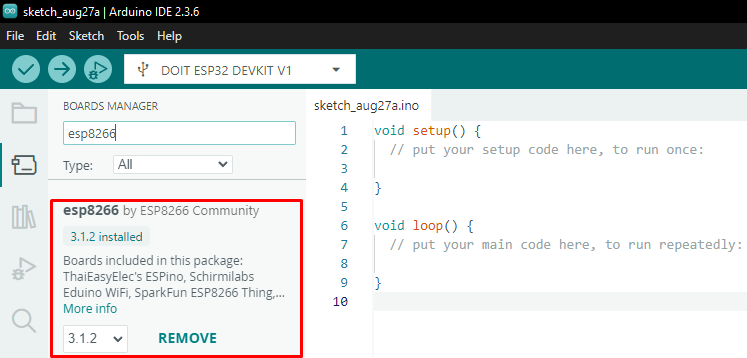 sketch_aug27a | Arduino IDE 2.3.6
File Edit Sketch Tools Help
DOIT ESP32 DEVKIT V1
BOARDS MANAGER
esp8266
Type: All
esp8266 by ESP8266 Community
3.1.2 installed
Boards included in this package:
ThaiEasyElec's ESPino, Schirmilabs
Eduino WiFi, SparkFun ESP8266 Thing,...
More info
3.1.2 REMOVE
sketch_aug27a.ino
1 void setup() {
2 // put your setup code here, to run once:
3
4 }
5
6 void loop() {
7 // put your main code here, to run repeatedly:
8
9 }
10